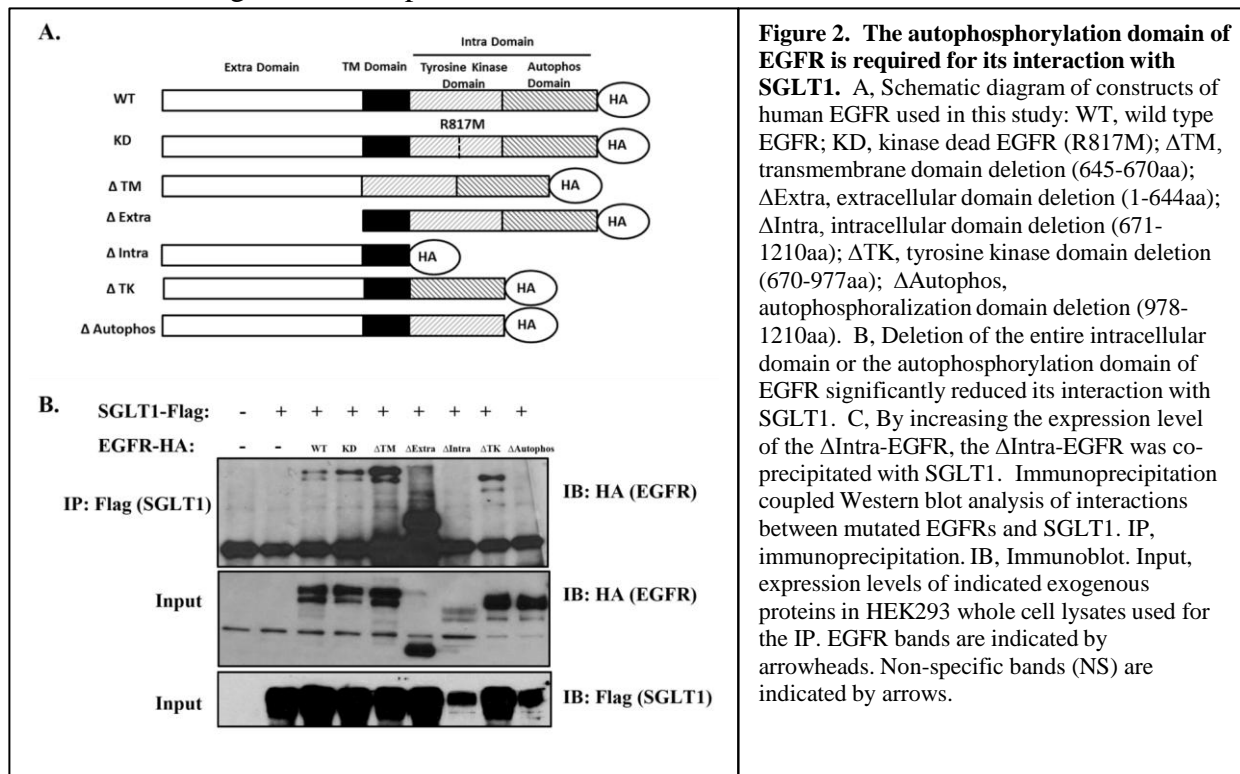 A.
Intra Domain
Extra Domain TM Domain Tyrosine Kinase Autophos
Domain Domain
WT HA
R817M
KD HA
Δ TM HA
Δ Extra HA
Δ Intra HA
Δ TK HA
Δ Autophos HA
B.
SGLT1-Flag: - + + + + + + + +
EGFR-HA: - - WT KD ΔTM ΔExtra ΔIntra ΔTK ΔAutophos
IP: Flag (SGLT1) IB: HA (EGFR)
Input IB: HA (EGFR)
Input IB: Flag (SGLT1)
Figure 2. The autophosphorylation domain of
EGFR is required for its interaction with
SGLT1. A, Schematic diagram of constructs of
human EGFR used in this study: WT, wild type
EGFR; KD, kinase dead EGFR (R817M); ΔTM,
transmembrane domain deletion (645-670aa);
ΔExtra, extracellular domain deletion (1-644aa);
ΔIntra, intracellular domain deletion (671-
1210aa); ΔTK, tyrosine kinase domain deletion
(670-977aa); ΔAutophos,
autophosphoralization domain deletion (978-
1210aa). B, Deletion of the entire intracellular
domain or the autophosphorylation domain of
EGFR significantly reduced its interaction with
SGLT1. C, By increasing the expression level
of the ΔIntra-EGFR, the ΔIntra-EGFR was co-
precipitated with SGLT1. Immunoprecipitation
coupled Western blot analysis of interactions
between mutated EGFRs and SGLT1. IP,
immunoprecipitation. IB, Immunoblot. Input,
expression levels of indicated exogenous
proteins in HEK293 whole cell lysates used for
the IP. EGFR bands are indicated by
arrowheads. Non-specific bands (NS) are
indicated by arrows.